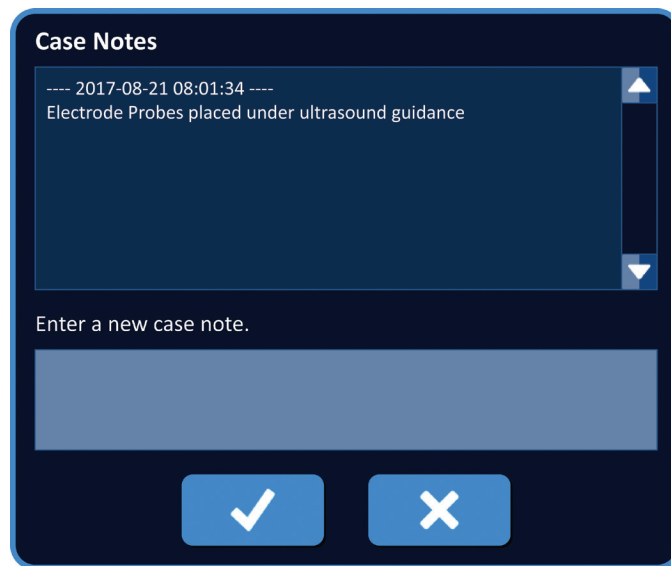 Case Notes
---- 2017-08-21 08:01:34 ----
Electrode Probes placed under ultrasound guidance
Enter a new case note.